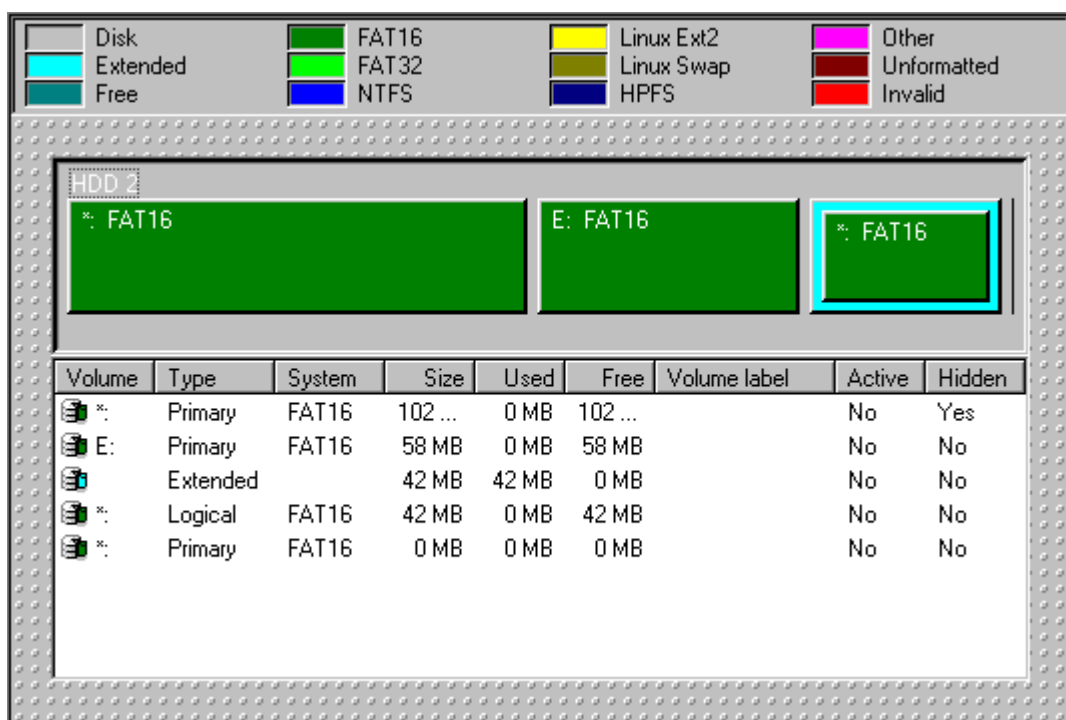 Disk FAT16 Linux Ext2 Other
Extended FAT32 Linux Swap Unformatted
Free NTFS HPFS Invalid
HDD 2
*: FAT16 E: FAT16 *: FAT16
Volume Type System Size Used Free Volume label Active Hidden
*: Primary FAT16 102 ... 0 MB 102 ... No Yes
E: Primary FAT16 58 MB 0 MB 58 MB No No
Extended 42 MB 42 MB 0 MB No No
*: Logical FAT16 42 MB 0 MB 42 MB No No
*: Primary FAT16 0 MB 0 MB 0 MB No No